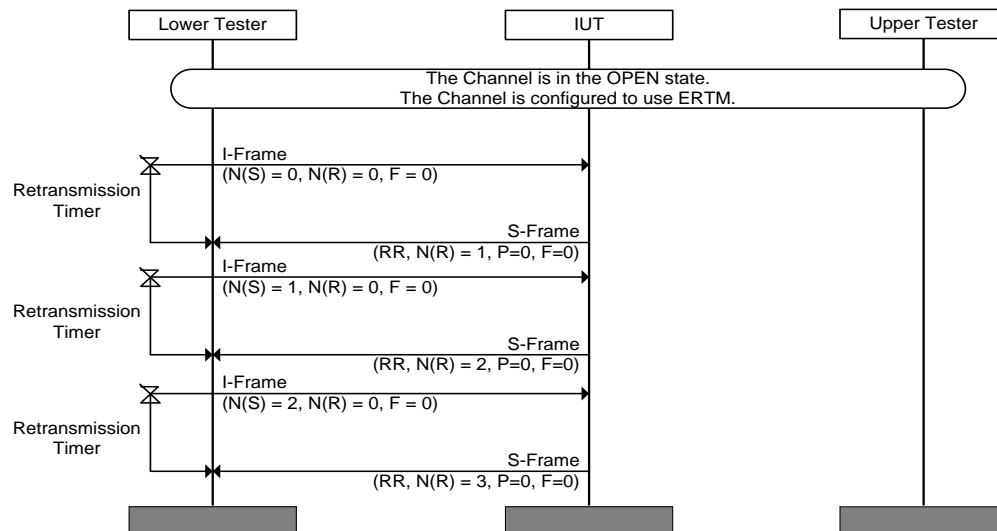 Lower Tester
IUT
Upper Tester
The Channel is in the OPEN state.
The Channel is configured to use ERTM.
I-Frame
(N(S) = 0, N(R) = 0, F = 0)
Retransmission
Timer
S-Frame
(RR, N(R) = 1, P=0, F=0)
I-Frame
(N(S) = 1, N(R) = 0, F = 0)
Retransmission
Timer
S-Frame
(RR, N(R) = 2, P=0, F=0)
I-Frame
(N(S) = 2, N(R) = 0, F = 0)
Retransmission
Timer
S-Frame
(RR, N(R) = 3, P=0, F=0)